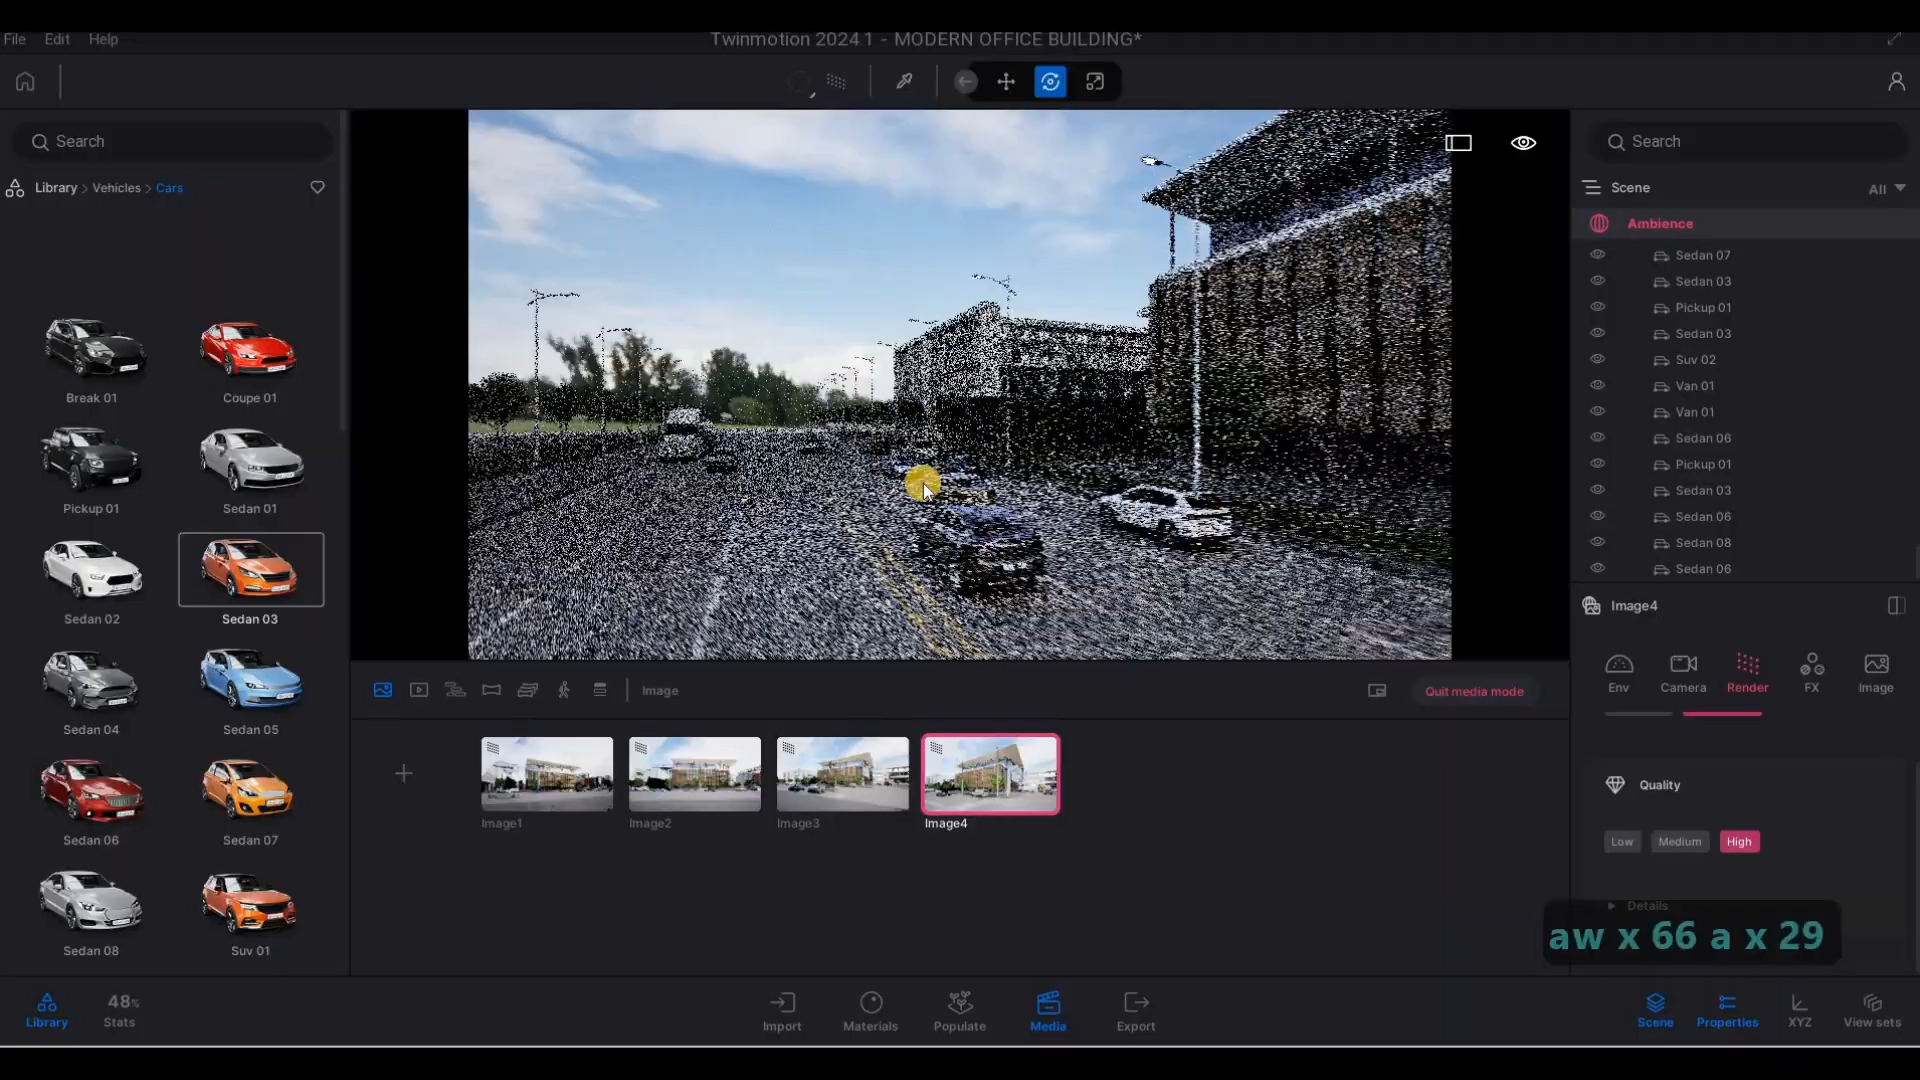 File Edit Help
Twinmotion 2024.1 - MODERN OFFICE BUILDING*
Search
Library > Vehicles > Cars
Break 01
Coupe 01
Pickup 01
Sedan 01
Sedan 02
Sedan 03
Sedan 04
Sedan 05
Sedan 06
Sedan 07
Sedan 08
Suv 01
Image
Quit media mode
Image1
Image2
Image3
Image4
Search
Scene
All
Ambience
Sedan 07
Sedan 03
Pickup 01
Sedan 03
Suv 02
Van 01
Van 01
Sedan 06
Pickup 01
Sedan 03
Sedan 06
Sedan 08
Sedan 06
Image4
Env
Camera
Render
FX
Image
Quality
Low
Medium
High
Details
aw x 66 a x 29
Library
48%
Stats
Import
Materials
Populate
Media
Export
Scene
Properties
XYZ
View sets